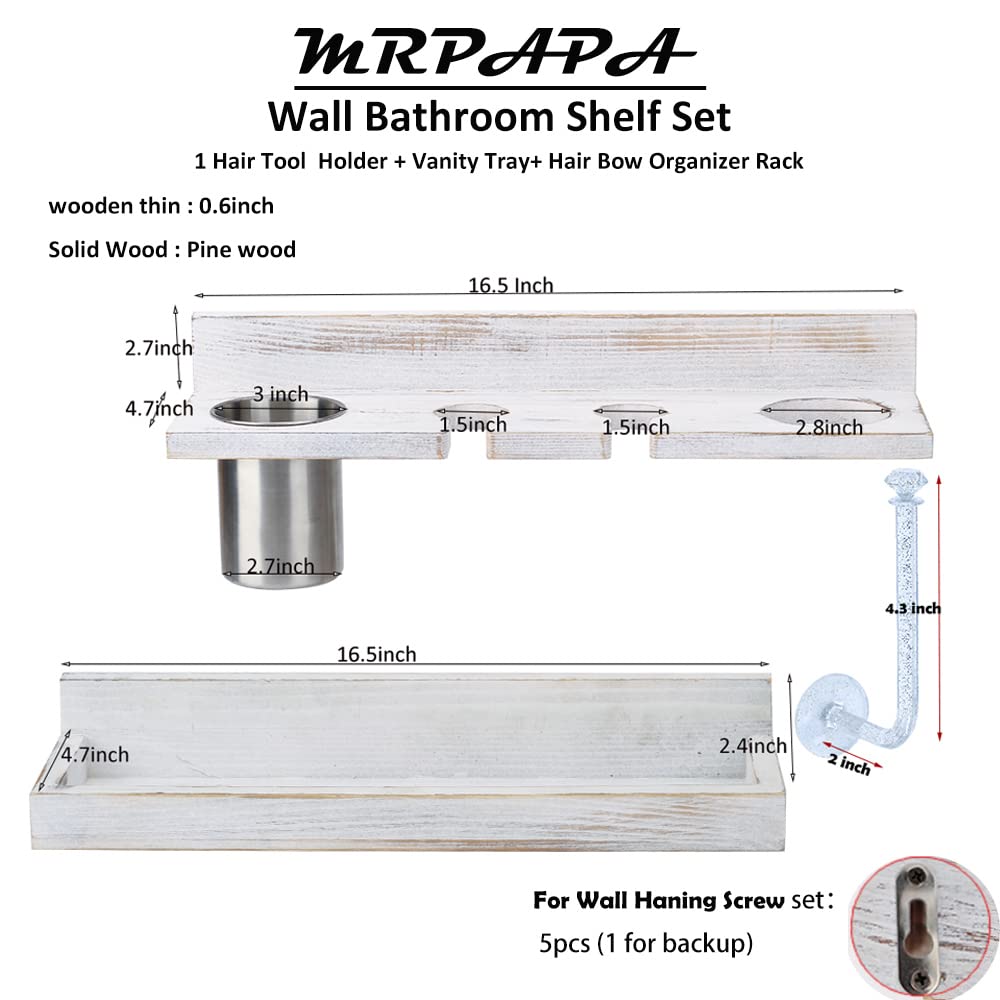 MRPAPA
Wall Bathroom Shelf Set
1 Hair Tool Holder + Vanity Tray+ Hair Bow Organizer Rack
wooden thin : 0.6inch
Solid Wood : Pine wood
16.5 Inch
2.7inch
4.7inch
3 inch
1.5inch
1.5inch
2.8inch
2.7inch
4.3 inch
16.5inch
4.7inch
2.4inch
2 inch
For Wall Haning Screw set:
5pcs (1 for backup)